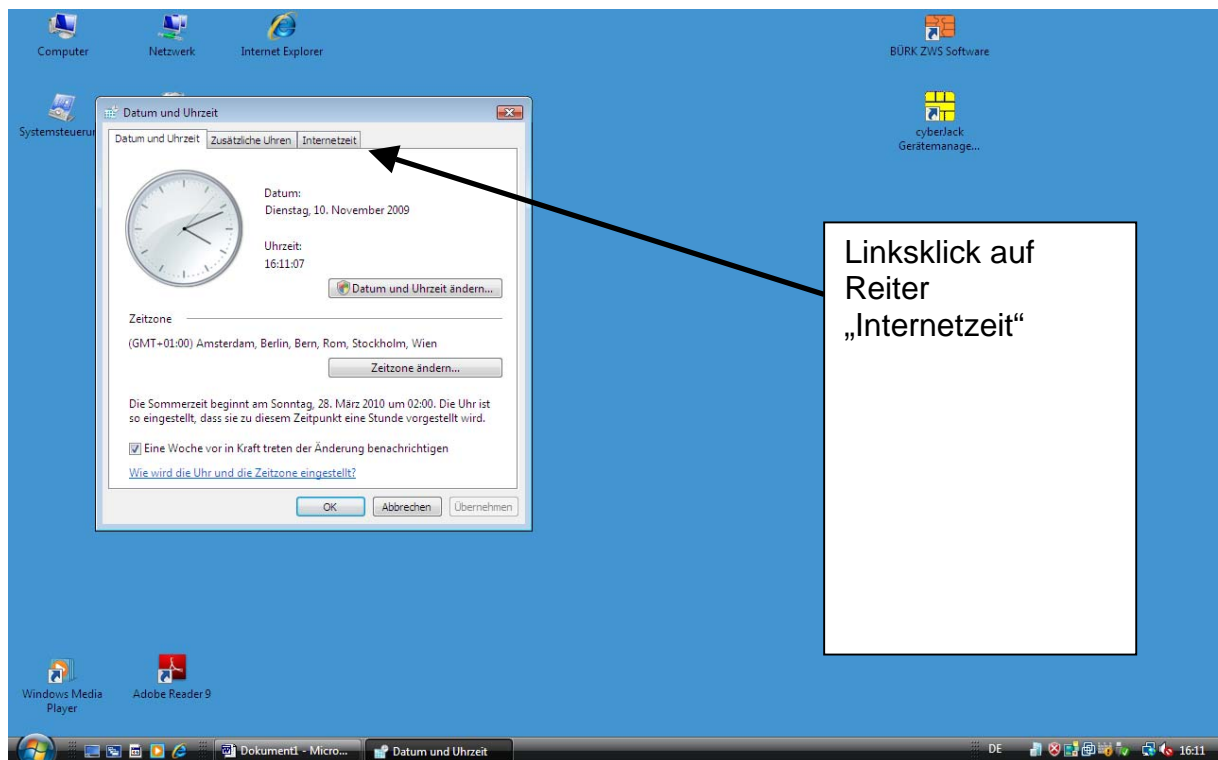 Computer
Netzwerk
Internet Explorer
BÜRK ZWS Software
Systemsteuerun
cyberJack
Gerätemanage...
Datum und Uhrzeit
Datum und Uhrzeit
Zusätzliche Uhren
Internetzeit
Datum:
Dienstag, 10. November 2009
Uhrzeit:
16:11:07
Datum und Uhrzeit ändern...
Zeitzone
(GMT+01:00) Amsterdam, Berlin, Bern, Rom, Stockholm, Wien
Zeitzone ändern...
Die Sommerzeit beginnt am Sonntag, 28. März 2010 um 02:00. Die Uhr ist
so eingestellt, dass sie zu diesem Zeitpunkt eine Stunde vorgestellt wird.
Eine Woche vor in Kraft treten der Änderung benachrichtigen
Wie wird die Uhr und die Zeitzone eingestellt?
OK
Abbrechen
Übernehmen
Linksklick auf
Reiter
„Internetzeit“
Windows Media
Player
Adobe Reader 9
Dokument1 - Micro...
Datum und Uhrzeit
DE
16:11